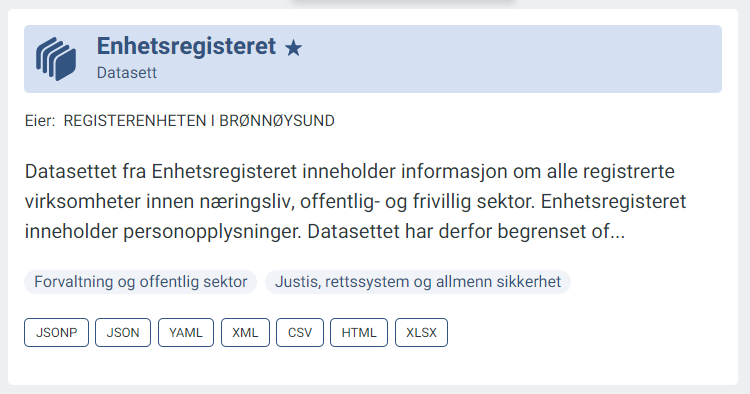 Enhetsregisteret ★
Datasett
Eier: REGISTERENHETEN I BRØNNØYSUND
Datasettet fra Enhetsregisteret inneholder informasjon om alle registrerte
virksomheter innen næringsliv, offentlig- og frivillig sektor. Enhetsregisteret
inneholder personopplysninger. Datasettet har derfor begrenset of...
Forvaltning og offentlig sektor Justis, rettssystem og allmenn sikkerhet
JSONP JSON YAML XML CSV HTML XLSX